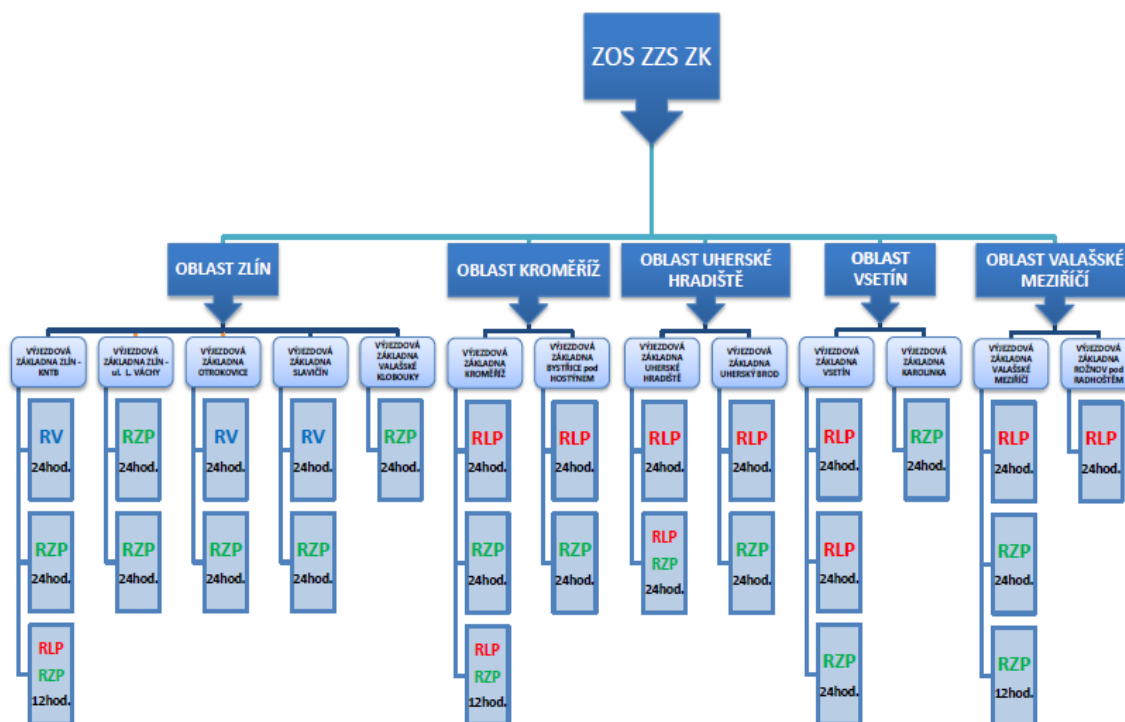 ZOS ZZS ZK
OBLAST ZLÍN
OBLAST KROMĚŘÍŽ
OBLAST UHERSKÉ
HRADIŠTĚ
OBLAST
VSETÍN
OBLAST VALAŠSKÉ
MEZIŘÍČÍ
VÝJEZDOVÁ
ZÁKLADNA ZLÍN -
KNTB
VÝJEZDOVÁ
ZÁKLADNA ZLÍN -
ul. L. VÁCHY
VÝJEZDOVÁ
ZÁKLADNA
OTROKOVICE
VÝJEZDOVÁ
ZÁKLADNA
SLAVIČÍN
VÝJEZDOVÁ
ZÁKLADNA
VALAŠSKÉ
KLOBOUKY
VÝJEZDOVÁ
ZÁKLADNA
KROMĚŘÍŽ
VÝJEZDOVÁ
ZÁKLADNA
BYSTŘICE pod
HOSTÝNEM
VÝJEZDOVÁ
ZÁKLADNA
UHERSKÉ
HRADIŠTĚ
VÝJEZDOVÁ
ZÁKLADNA
UHERSKÝ BROD
VÝJEZDOVÁ
ZÁKLADNA
VSETÍN
VÝJEZDOVÁ
ZÁKLADNA
KAROLINKA
VÝJEZDOVÁ
ZÁKLADNA
VALAŠSKÉ
MEZIŘÍČÍ
VÝJEZDOVÁ
ZÁKLADNA
ROŽNOV pod
RADHOŠTĚM
RV
24hod.
RZP
24hod.
RV
24hod.
RV
24hod.
RZP
24hod.
RLP
24hod.
RLP
24hod.
RLP
24hod.
RLP
24hod.
RLP
24hod.
RZP
24hod.
RLP
24hod.
RLP
24hod.
RZP
24hod.
RZP
24hod.
RZP
24hod.
RZP
24hod.
RZP
24hod.
RZP
24hod.
RLP
RZP
24hod.
RZP
24hod.
RLP
24hod.
RZP
24hod.
RLP
RZP
12hod.
RLP
RZP
12hod.
RZP
24hod.
RZP
12hod.